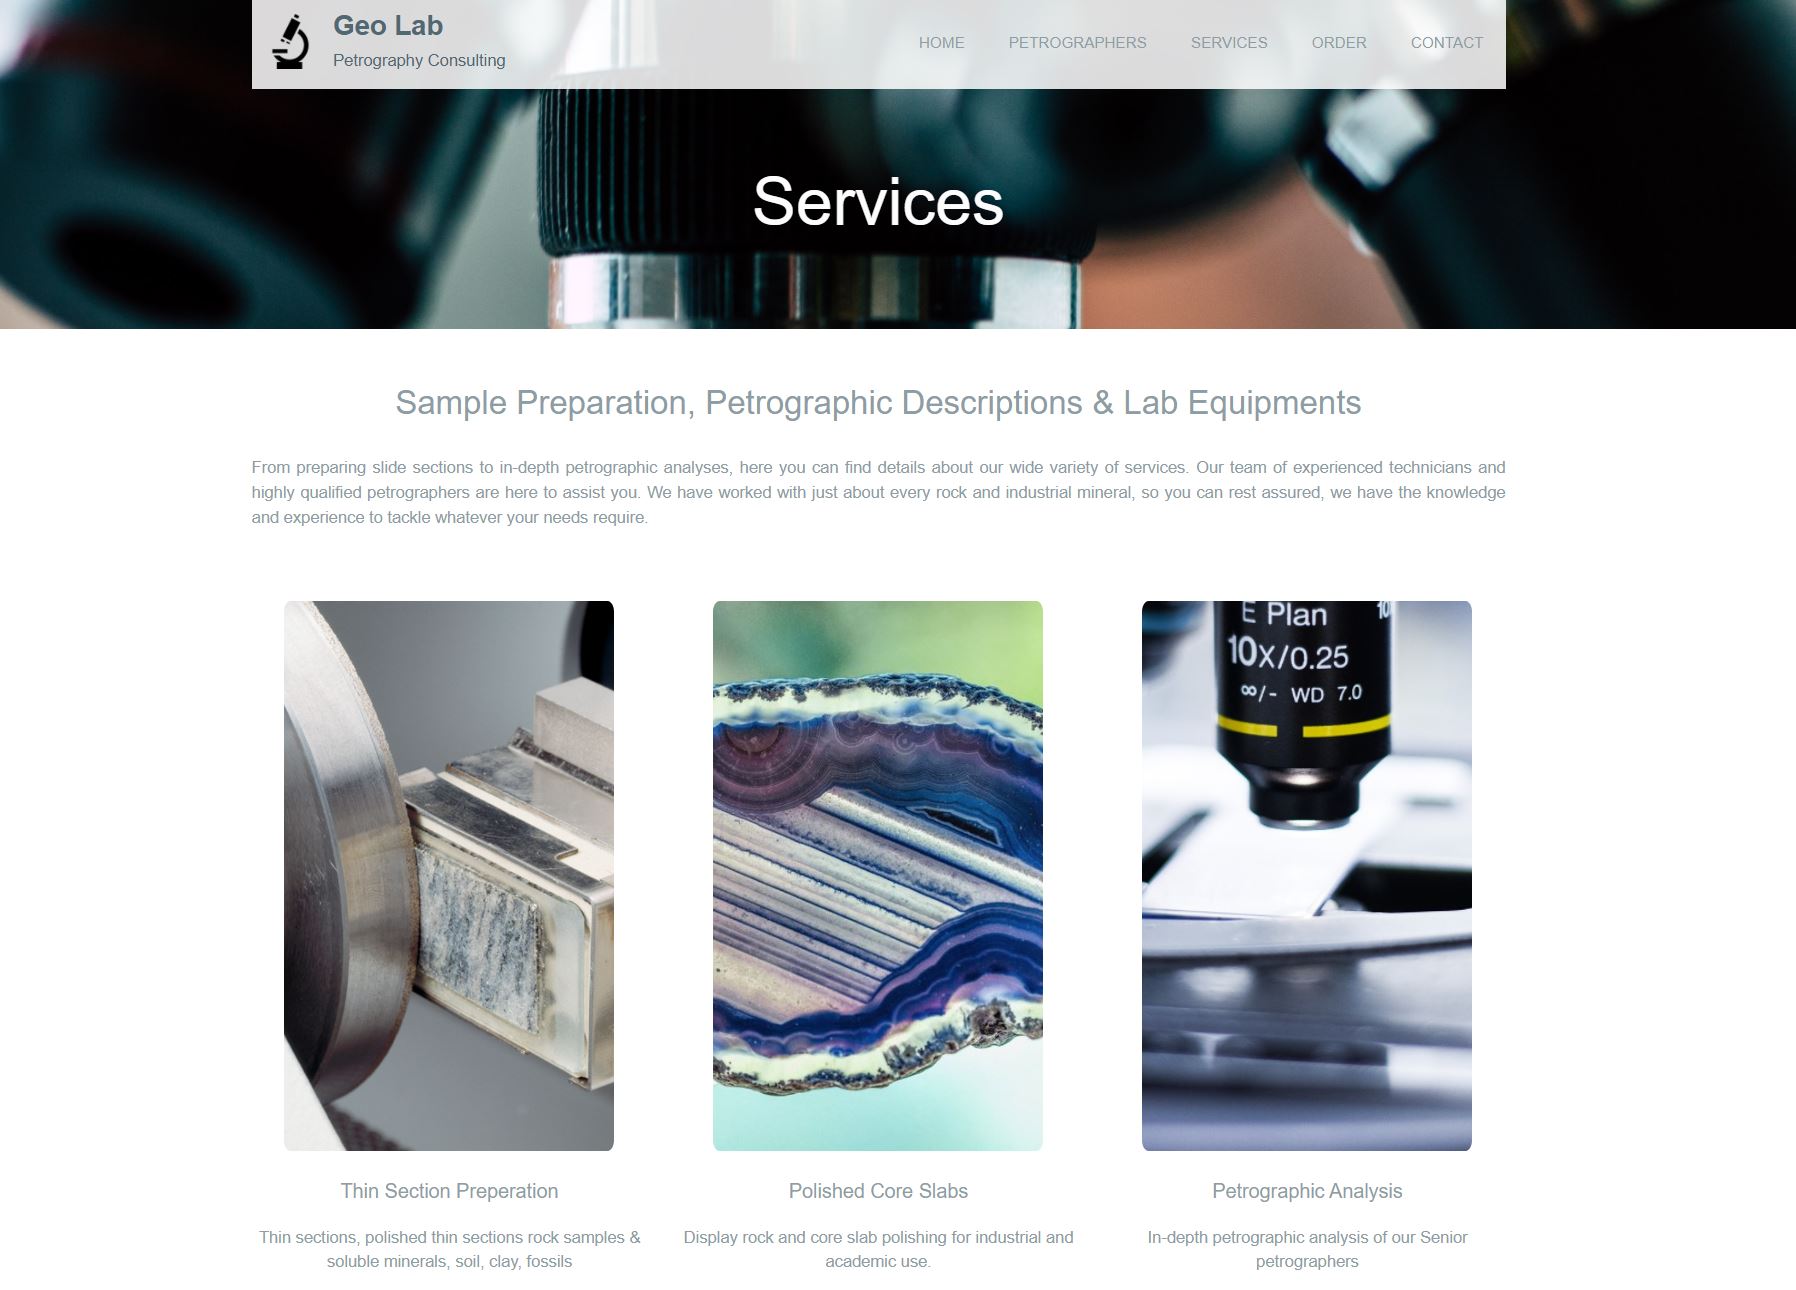 Geo Lab
Petrography Consulting
HOME PETROGRAPHERS SERVICES ORDER CONTACT
Services
Sample Preparation, Petrographic Descriptions & Lab Equipments
From preparing slide sections to in-depth petrographic analyses, here you can find details about our wide variety of services. Our team of experienced technicians and
highly qualified petrographers are here to assist you. We have worked with just about every rock and industrial mineral, so you can rest assured, we have the knowledge
and experience to tackle whatever your needs require.
E Plan
10x/0.25
∞/- WD 7.0
Thin Section Preperation
Thin sections, polished thin sections rock samples &
soluble minerals, soil, clay, fossils
Polished Core Slabs
Display rock and core slab polishing for industrial and
academic use.
Petrographic Analysis
In-depth petrographic analysis of our Senior
petrographers